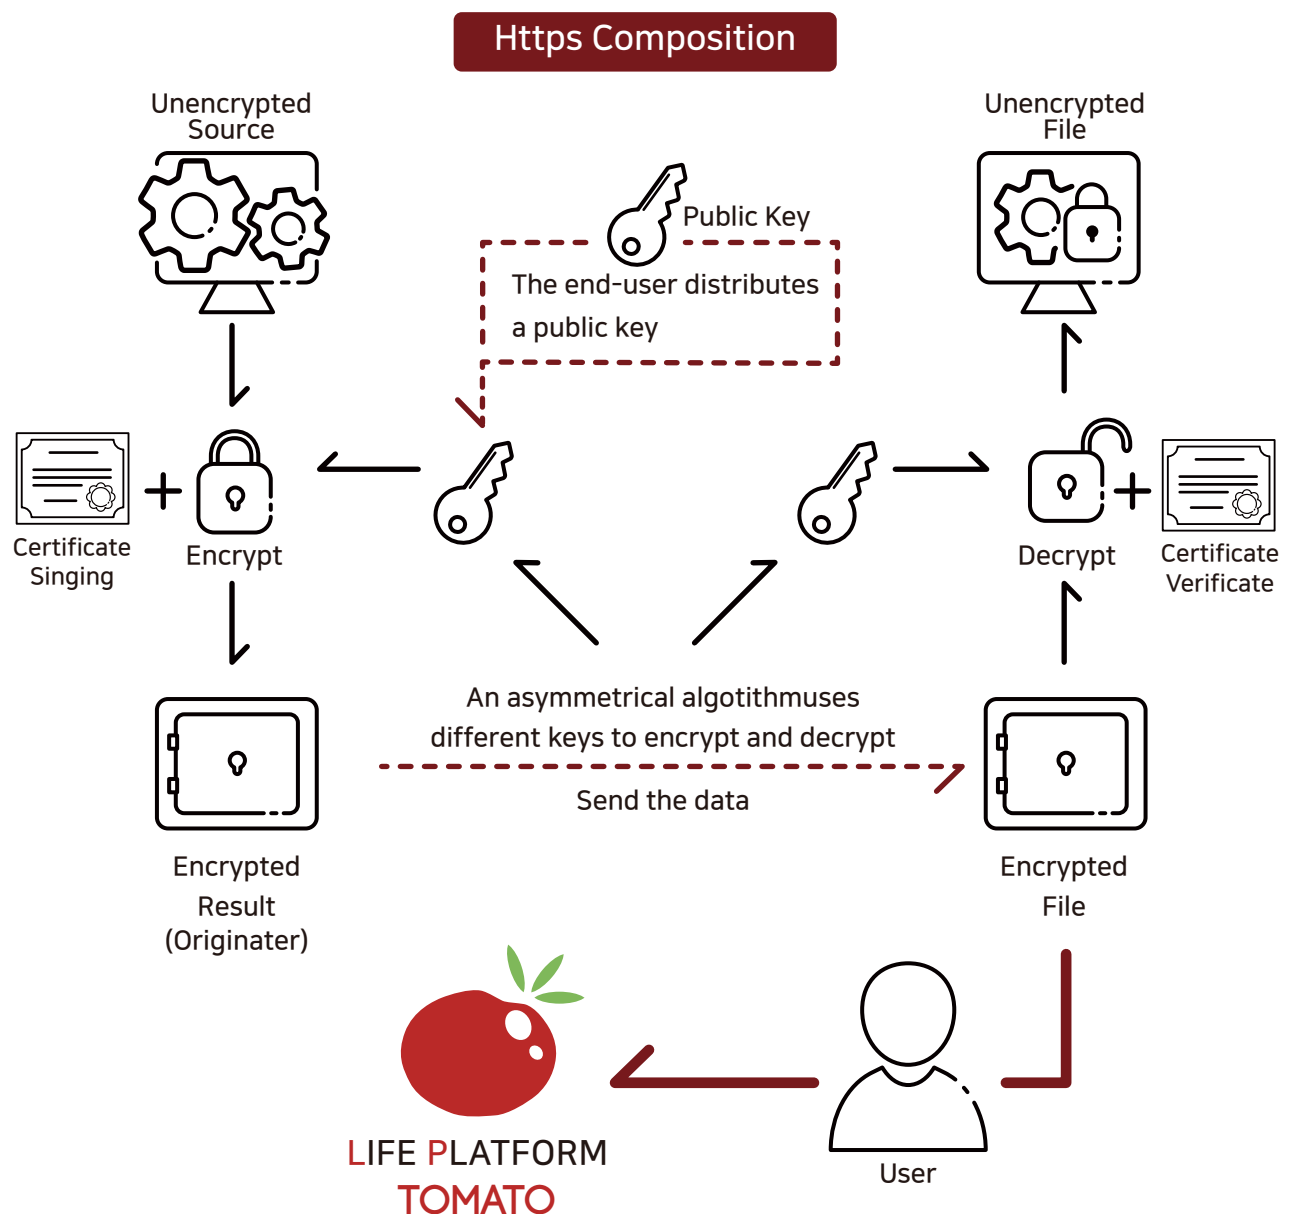 Https Composition
Unencrypted
Source
Unencrypted
File
Public Key
The end-user distributes
a public key
Certificate
Singing
Encrypt
Decrypt
Certificate
Verificate
An asymmetrical algotithmuses
different keys to encrypt and decrypt
Send the data
Encrypted
Result
(Originater)
Encrypted
File
LIFE PLATFORM
TOMATO
User